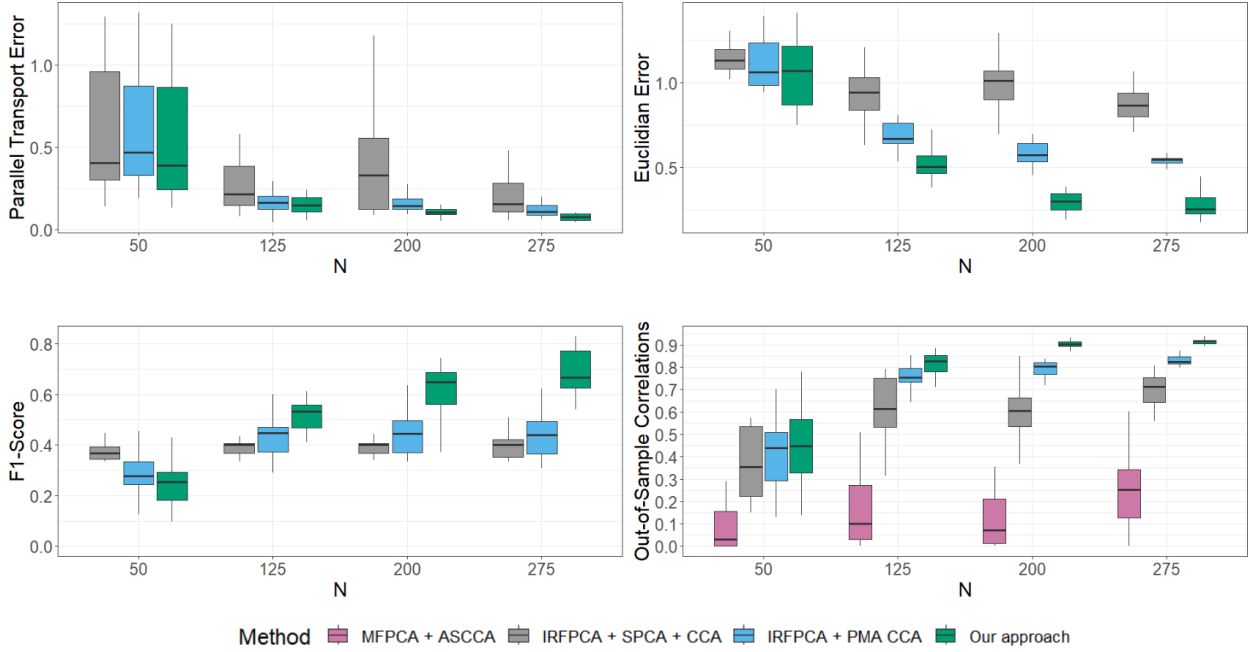 Parallel Transport Error
1.0
0.5
0.0
50 125 200 275
N
Euclidian Error
1.0
0.5
50 125 200 275
N
F1-Score
0.8
0.6
0.4
0.2
0.0
50 125 200 275
N
Out-of-Sample Correlations
0.9
0.8
0.7
0.6
0.5
0.4
0.3
0.2
0.1
0.0
50 125 200 275
N
Method MFPCA + ASCCA IRFPCA + SPCA + CCA IRFPCA + PMA CCA Our approach